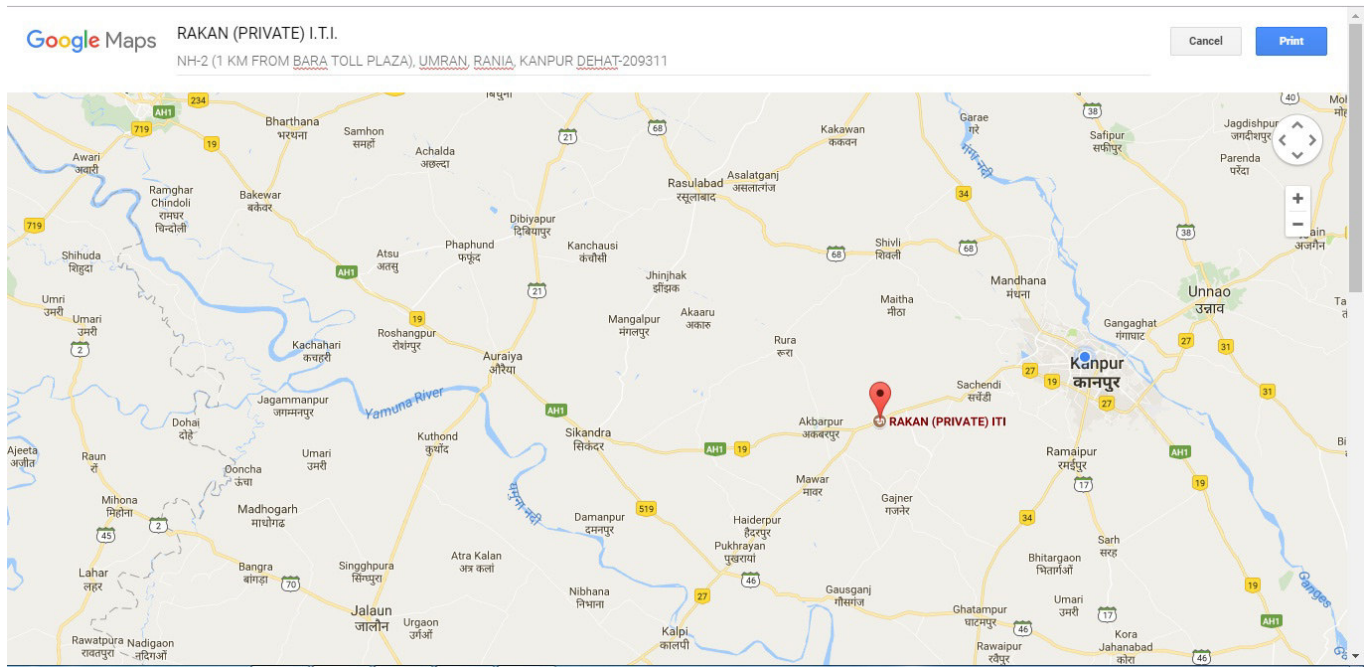 Google Maps
RAKAN (PRIVATE) I.T.I.
NH-2 (1 KM FROM BARA TOLL PLAZA), UMRAN, RANIA, KANPUR DEHAT-209311
Cancel
Print
234
AH1
719
19
Bharthana
भरथना
Samhon
समहों
Achalda
अछल्दा
21
68
Kakawan
ककवन
Garae
गरे
गंगा नदी
38
Safipur
सफीपुर
40
Jagdishpur
जगदीशपुर
Parenda
परेंदा
Awari
अवारी
Ramghar
Chindoli
रामघर
चिन्दोली
Bakewar
बकेवर
Rasulabad
रसूलाबाद
Asalatganj
असलातगंज
34
719
Dibiyapur
दिबियापुर
Shihuda
शिहुदा
Atsu
अतसु
Phaphund
फफूंद
Kanchausi
कंचौसी
68
Shivli
शिवली
68
38
अजगैन
AH1
21
Jhinjhak
झींझक
Mandhana
मंधना
Unnao
उन्नाव
Umri
उमरी
Umari
उमरी
2
19
Roshangpur
रोशंगपुर
Mangalpur
मंगलपुर
Akaaru
अकारु
Maitha
मैठा
Gangaghat
गंगाघाट
27
31
Kachahari
कचहरी
Auraiya
औरैया
Rura
रूरा
Kanpur
कानपुर
27
19
27
31
Jagammanpur
जगम्मनपुर
Yamuna River
AH1
Sachendi
सचेंडी
Dohai
दोहे
Kuthond
कुथोंद
Sikandra
सिकंदर
AH1
19
Akbarpur
अकबरपुर
RAKAN (PRIVATE) ITI
Ajeeta
अजीत
Raun
रौं
Umari
उमरी
Ooncha
ऊंचा
Ramaipur
रमईपुर
AH1
17
19
Mihona
मिहोना
2
45
Madhogarh
माधोगढ
यमुना नदी
Damanpur
दमनपुर
519
Mawar
मावर
Gajner
गजनेर
Haiderpur
हैदरपुर
34
Pukhrayan
पुखरायां
Sarh
सरह
Bhitargaon
भितरगाँव
Lahar
लहर
Bangra
बांगड़ा
70
Singghpura
सिंग्घपुरा
Atra Kalan
अत्र कलां
Nibhana
निभाना
46
27
Gausganj
गौसगंज
19
Ganges
Jalaun
जालौन
Urgaon
उर्गओं
Kalpi
कालपी
Ghatampur
घाटमपुर
46
Umari
उमरी
17
AH1
Rawatpura
रावतपुरा
Nadigaon
नदिगओं
Rawaipur
रवैपुर
Kora
Jahanabad
कोरा
46